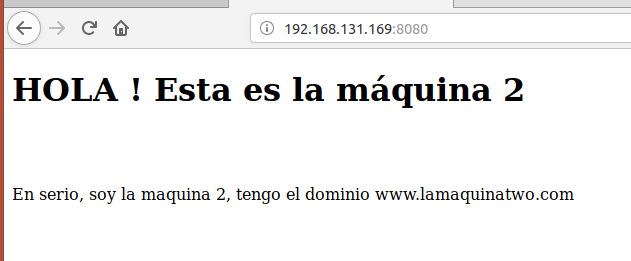 192.168.131.169:8080
HOLA ! Esta es la máquina 2
En serio, soy la maquina 2, tengo el dominio www.lamaquinatwo.com